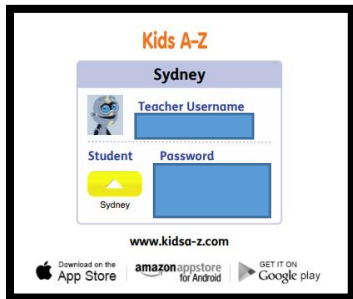 Kids A-Z
Sydney
Teacher Username
Student Password
Sydney
www.kidsa-z.com
Download on the App Store
amazon appstore for Android
GET IT ON Google play